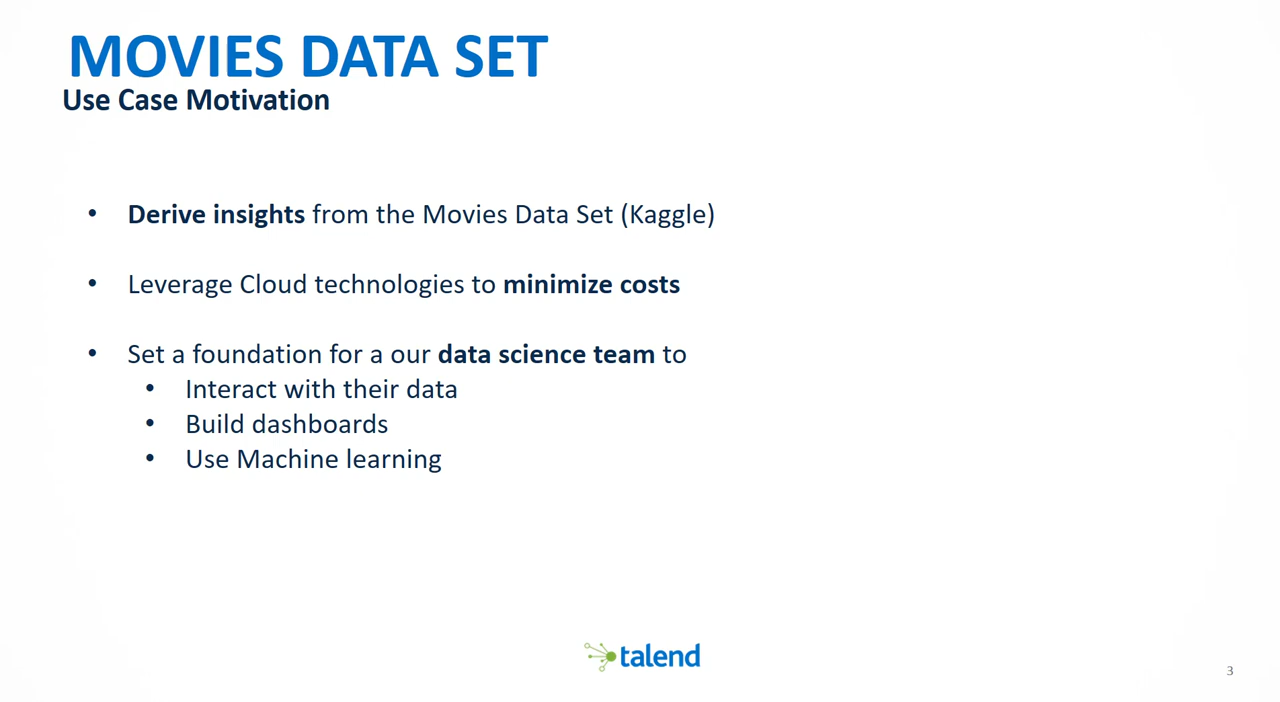 MOVIES DATA SET
Use Case Motivation
• Derive insights from the Movies Data Set (Kaggle)
• Leverage Cloud technologies to minimize costs
• Set a foundation for a our data science team to
• Interact with their data
• Build dashboards
• Use Machine learning
talend
3